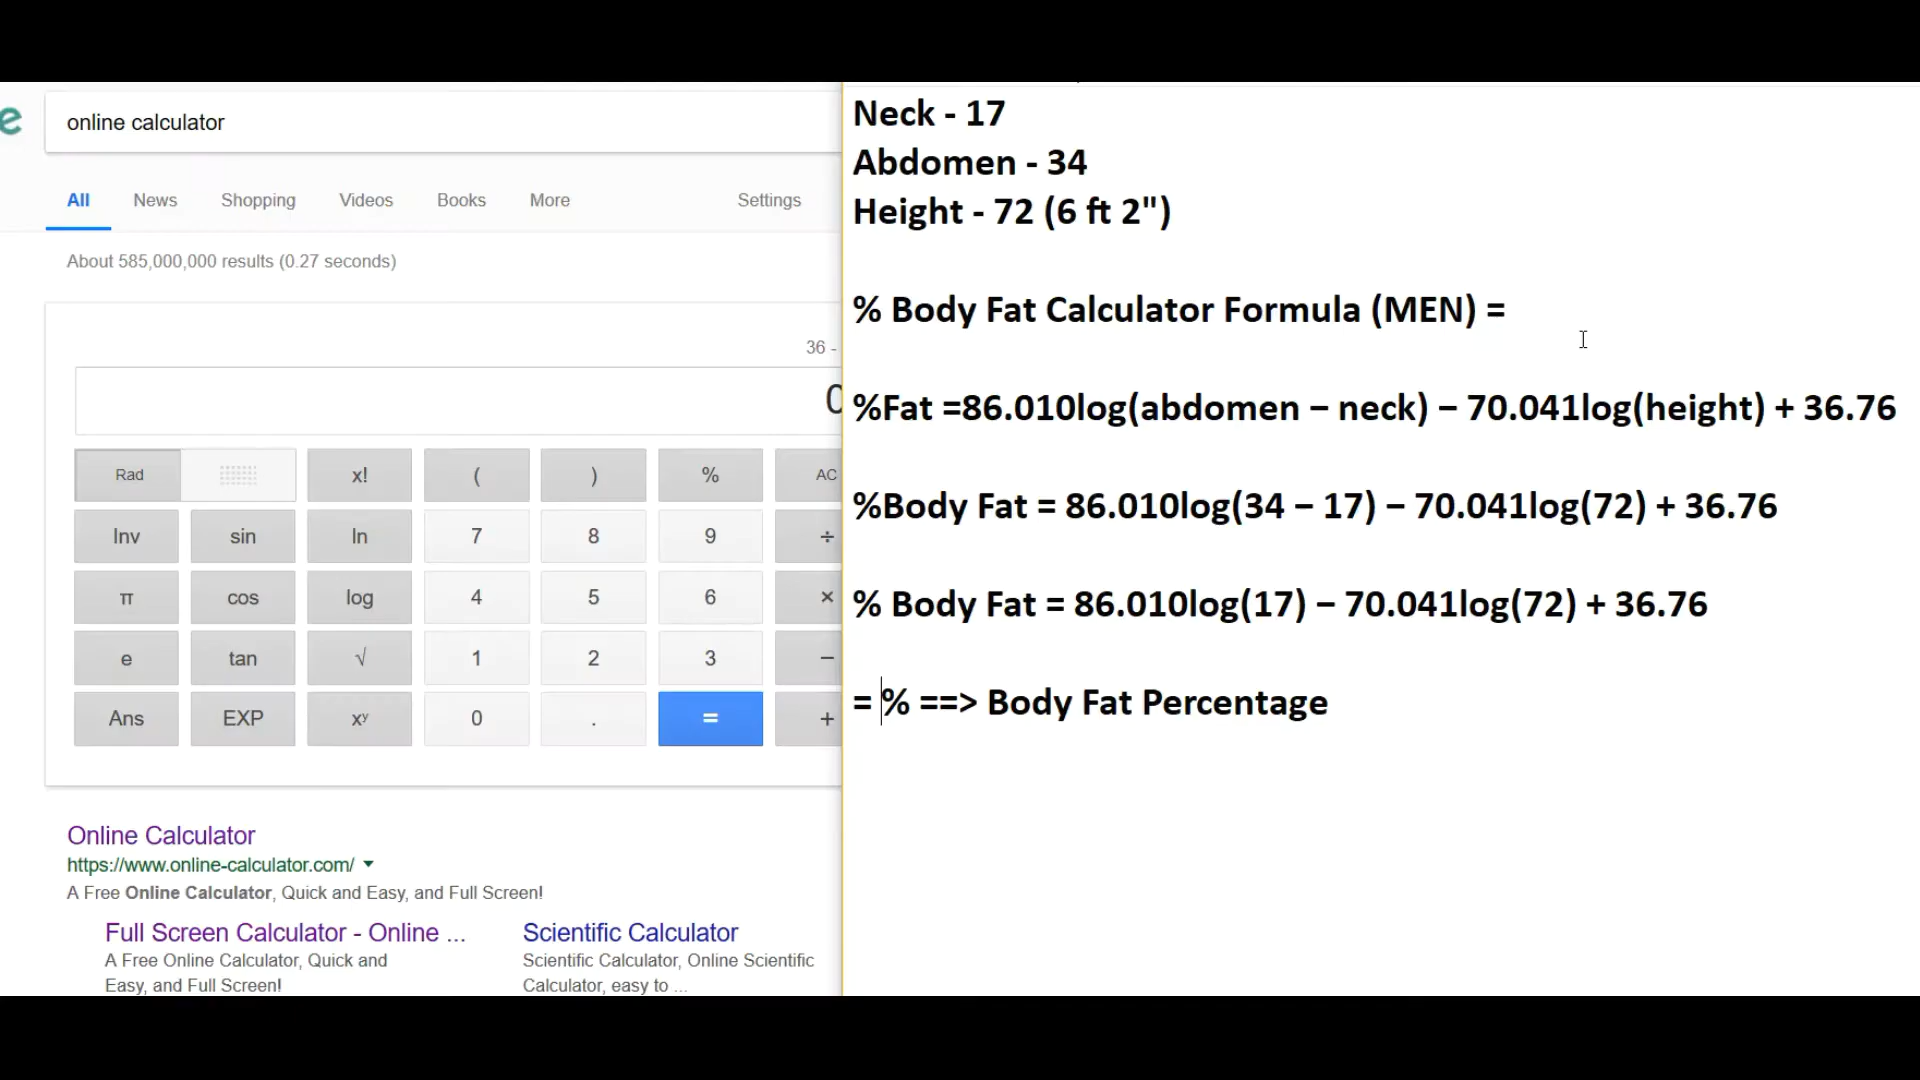 e
online calculator
All News Shopping Videos Books More Settings
About 585,000,000 results (0.27 seconds)
36 -
0
Rad x! ( ) % AC
Inv sin ln 7 8 9 ÷
π cos log 4 5 6 ×
e tan √ 1 2 3 −
Ans EXP xʸ 0 . = +
Online Calculator
https://www.online-calculator.com/
A Free Online Calculator, Quick and Easy, and Full Screen!
Full Screen Calculator - Online ...
A Free Online Calculator, Quick and
Easy, and Full Screen!
Scientific Calculator
Scientific Calculator, Online Scientific
Calculator, easy to ...
Neck - 17
Abdomen - 34
Height - 72 (6 ft 2")
% Body Fat Calculator Formula (MEN) =
%Fat =86.010log(abdomen − neck) − 70.041log(height) + 36.76
%Body Fat = 86.010log(34 − 17) − 70.041log(72) + 36.76
% Body Fat = 86.010log(17) − 70.041log(72) + 36.76
= % ==> Body Fat Percentage